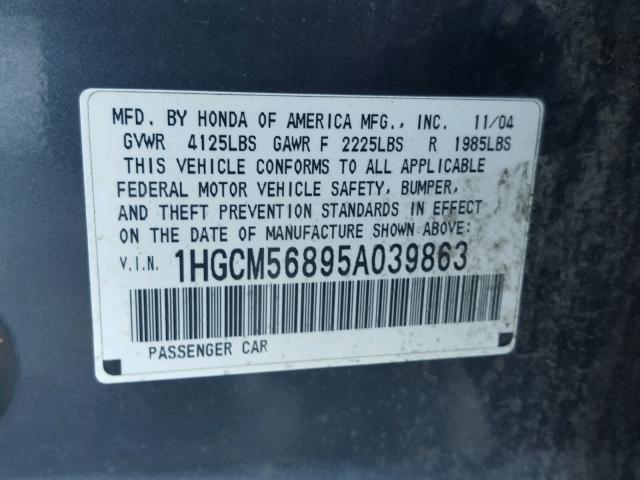 MFD. BY HONDA OF AMERICA MFG., INC. 11/04
GVWR 4125LBS GAWR F 2225LBS R 1985LBS
THIS VEHICLE CONFORMS TO ALL APPLICABLE
FEDERAL MOTOR VEHICLE SAFETY, BUMPER,
AND THEFT PREVENTION STANDARDS IN EFFECT
ON THE DATE OF MANUFACTURE SHOWN ABOVE:
V.I.N. 1HGCM56895A039863
PASSENGER CAR